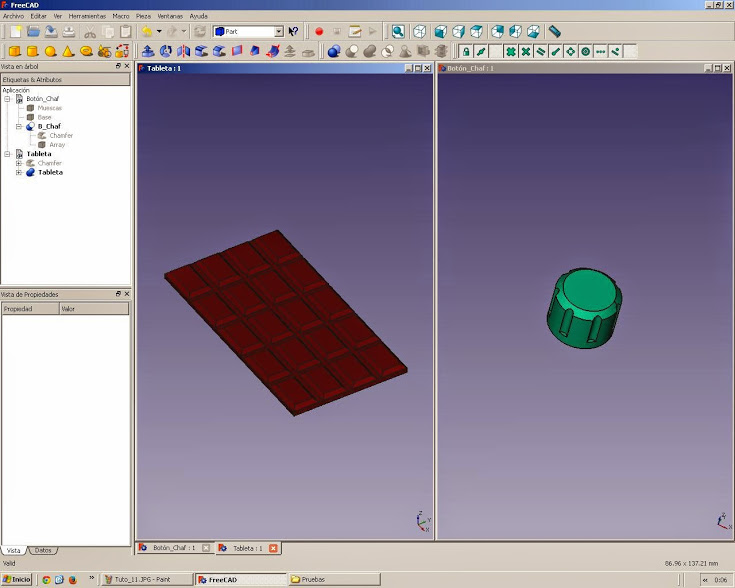 FreeCAD
Archivo Editar Ver Herramientas Macro Pieza Ventanas Ayuda
Part
Vista en árbol
Etiquetas & Atributos
Aplicación
Botón_Chaf
Muescas
Base
B_Chaf
Chamfer
Array
Tableta
Chamfer
Tableta
Vista de Propiedades
Propiedad Valor
Vista Datos
Tableta : 1
Z
Y
X
Botón_Chaf : 1
Z
X
Botón_Chaf : 1 Tableta : 1
Valid
86.96 x 137.21 mm
Inicio
Tuto_11.JPG - Paint
FreeCAD
Pruebas
0:06